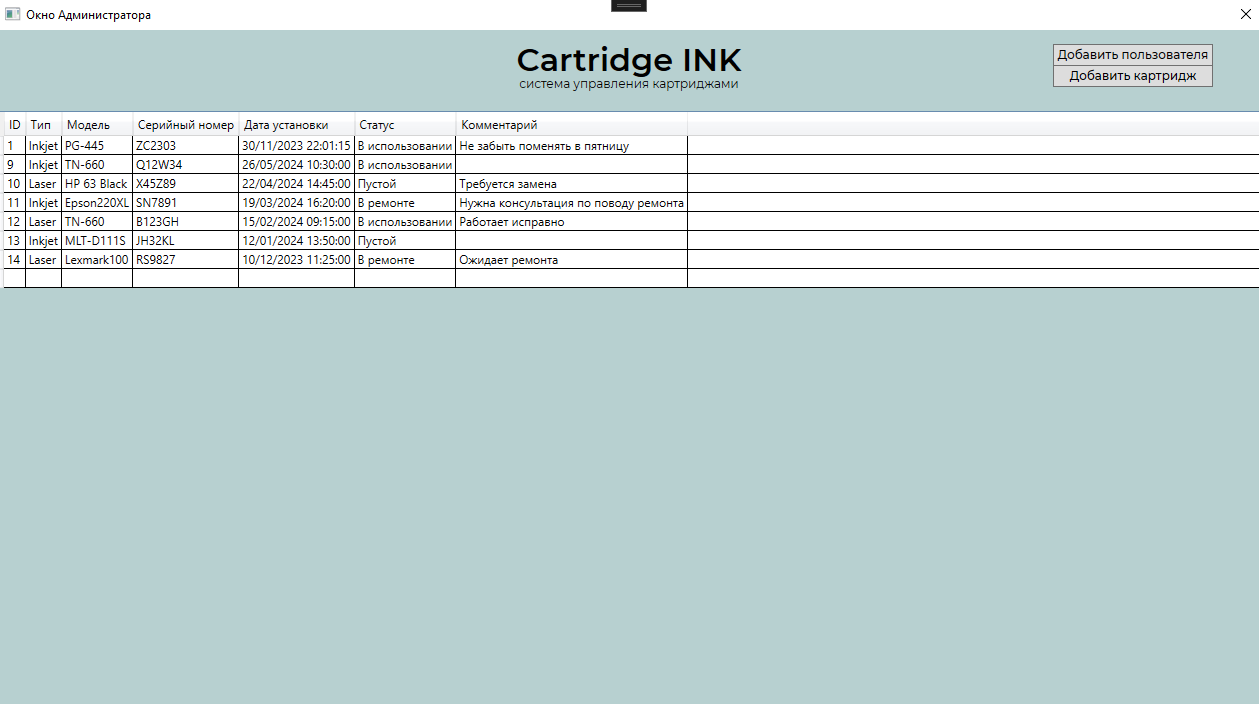 Окно Администратора
Cartridge INK
система управления картриджами
Добавить пользователя
Добавить картридж
ID Тип Модель Серийный номер Дата установки Статус Комментарий
1 Inkjet PG-445 ZC2303 30/11/2023 22:01:15 В использовании Не забыть поменять в пятницу
9 Inkjet TN-660 Q12W34 26/05/2024 10:30:00 В использовании
10 Laser HP 63 Black X45Z89 22/04/2024 14:45:00 Пустой Требуется замена
11 Inkjet Epson220XL SN7891 19/03/2024 16:20:00 В ремонте Нужна консультация по поводу ремонта
12 Laser TN-660 B123GH 15/02/2024 09:15:00 В использовании Работает исправно
13 Inkjet MLT-D111S JH32KL 12/01/2024 13:50:00 Пустой
14 Laser Lexmark100 RS9827 10/12/2023 11:25:00 В ремонте Ожидает ремонта